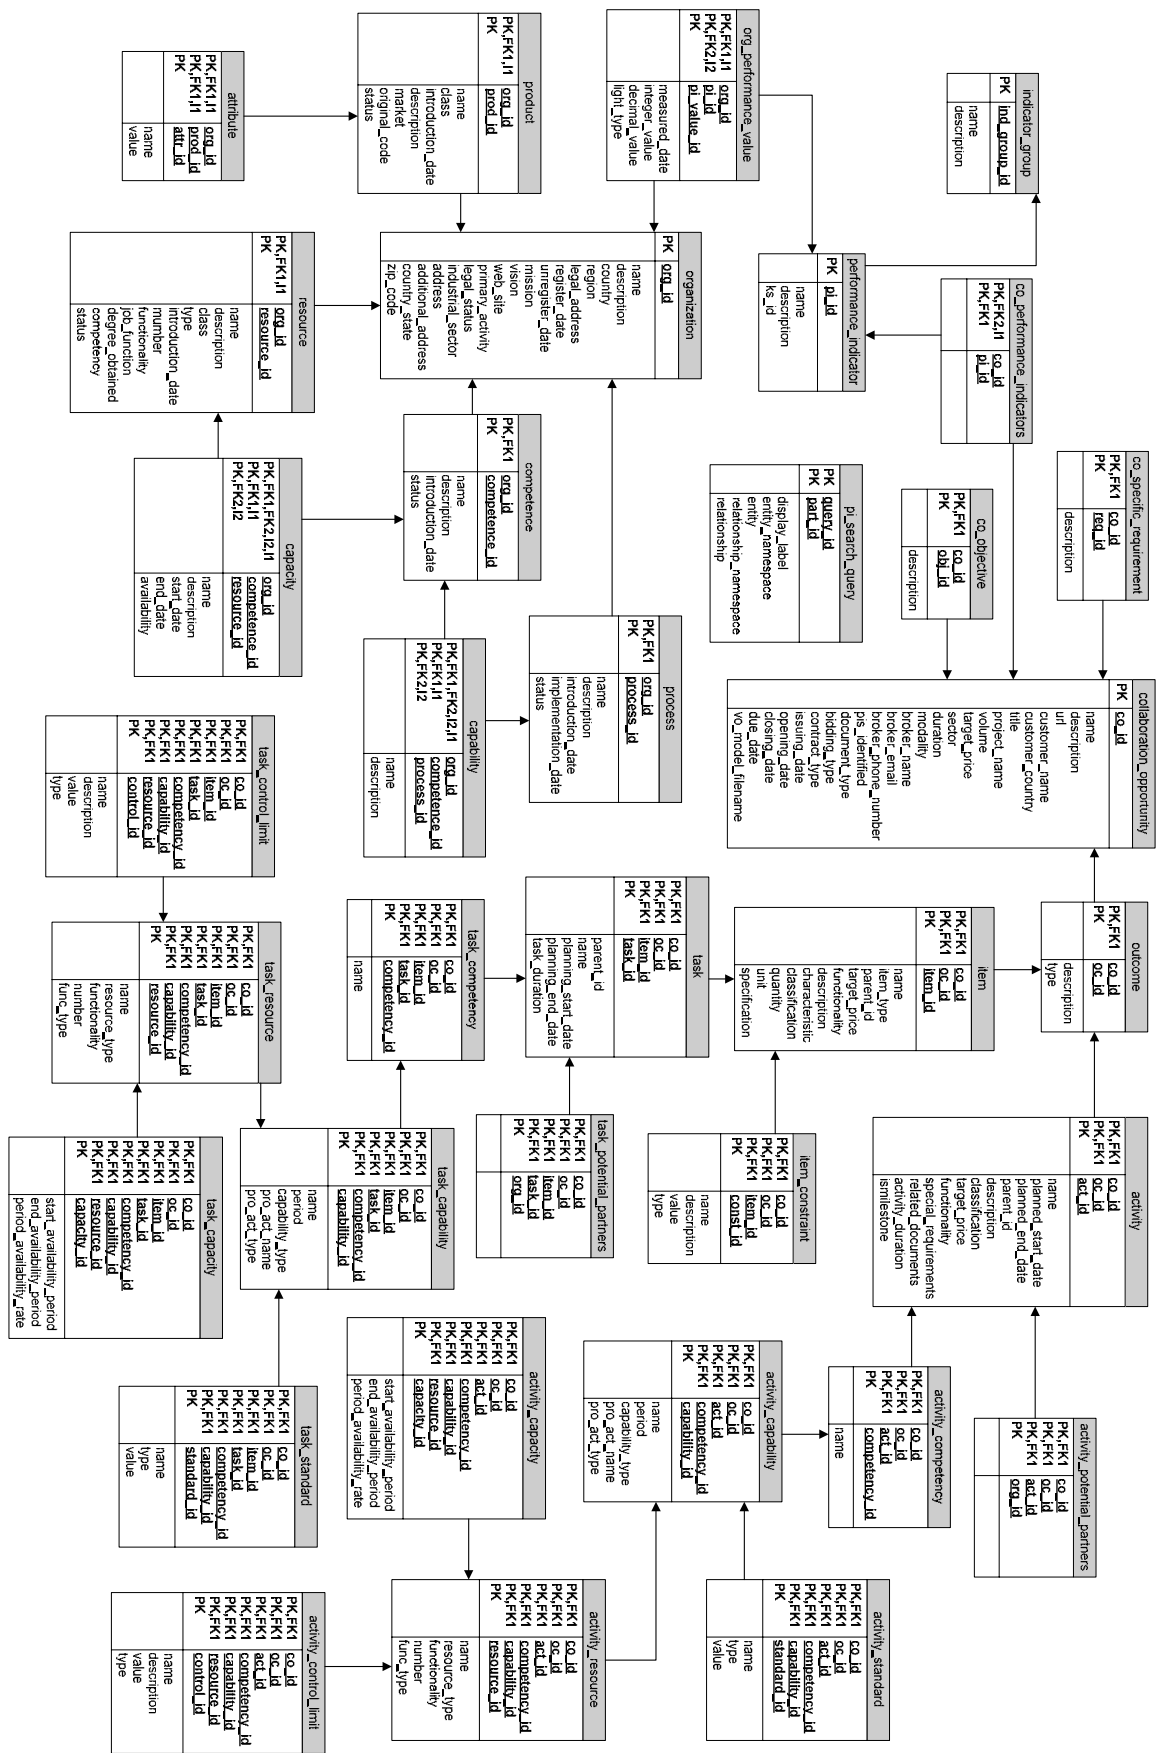 indicator_group
PK ind_group_id
name
description
co_specific_requirement
PK,FK1 co_id
PK req_id
description
collaboration_opportunity
PK co_id
name
description
url
customer_name
customer_country
title
project_name
volume
target_price
sector
duration
modality
broker_name
broker_email
broker_phone_number
pis_identified
document_type
bidding_type
contract_type
issuing_date
opening_date
closing_date
due_date
vo_model_filename
outcome
PK,FK1 co_id
PK oc_id
description
type
activity
PK,FK1 co_id
PK,FK1 oc_id
PK act_id
name
planned_start_date
planned_end_date
parent_id
description
classification
target_price
functionality
special_requirements
related_documents
activity_duration
ismilestone
activity_potential_partners
PK,FK1 co_id
PK,FK1 oc_id
PK,FK1 act_id
PK org_id
co_performance_indicators
PK,FK2,I1 co_id
PK,FK1 pi_id
co_objective
PK,FK1 co_id
PK obj_id
description
item
PK,FK1 co_id
PK,FK1 oc_id
PK item_id
name
item_type
parent_id
target_price
functionality
description
characteristic
classification
quantity
unit
specification
activity_competency
PK,FK1 co_id
PK,FK1 oc_id
PK,FK1 act_id
PK competency_id
name
performance_indicator
PK pi_id
name
description
ks_id
pi_search_query
PK query_id
PK part_id
display_label
entity_namespace
entity
relationship_namespace
relationship
item_constraint
PK,FK1 co_id
PK,FK1 oc_id
PK,FK1 item_id
PK const_id
name
description
value
type
activity_capability
PK,FK1 co_id
PK,FK1 oc_id
PK,FK1 act_id
PK,FK1 competency_id
PK capability_id
name
period
capability_type
pro_act_name
pro_act_type
activity_standard
PK,FK1 co_id
PK,FK1 oc_id
PK,FK1 act_id
PK,FK1 competency_id
PK,FK1 capability_id
PK standard_id
name
type
value
org_performance_value
PK,FK1,I1 org_id
PK,FK2,I2 pi_id
PK pi_value_id
measured_date
integer_value
decimal_value
light_type
organization
PK org_id
name
description
country
region
legal_address
register_date
unregister_date
mission
vision
web_site
primary_activity
legal_status
industrial_sector
address
additional_address
country_state
zip_code
process
PK,FK1 org_id
PK process_id
name
description
introduction_date
implementation_date
status
task
PK,FK1 co_id
PK,FK1 oc_id
PK,FK1 item_id
PK task_id
parent_id
name
planning_start_date
planning_end_date
task_duration
task_potential_partners
PK,FK1 co_id
PK,FK1 oc_id
PK,FK1 item_id
PK,FK1 task_id
PK org_id
activity_resource
PK,FK1 co_id
PK,FK1 oc_id
PK,FK1 act_id
PK,FK1 competency_id
PK,FK1 capability_id
PK resource_id
name
resource_type
functionality
number
func_type
product
PK,FK1,I1 org_id
PK prod_id
name
class
introduction_date
description
market
original_code
status
competence
PK,FK1 org_id
PK competence_id
name
description
introduction_date
status
capability
PK,FK1,FK2,I2,I1 org_id
PK,FK1,I1 competence_id
PK,FK2,I2 process_id
name
description
task_competency
PK,FK1 co_id
PK,FK1 oc_id
PK,FK1 item_id
PK,FK1 task_id
PK competency_id
name
activity_capacity
PK,FK1 co_id
PK,FK1 oc_id
PK,FK1 act_id
PK,FK1 competency_id
PK,FK1 capability_id
PK,FK1 resource_id
PK capacity_id
start_availability_period
end_availability_period
period_availability_rate
attribute
PK,FK1,I1 org_id
PK,FK1,I1 prod_id
PK attr_id
name
value
resource
PK,FK1,I1 org_id
PK resource_id
name
description
class
type
introduction_date
mumber
functionality
job_function
degree_obtained
competency
status
capacity
PK,FK1,FK2,I2,I1 org_id
PK,FK1,I1 competence_id
PK,FK2,I2 resource_id
name
description
start_date
end_date
availability
task_capability
PK,FK1 co_id
PK,FK1 oc_id
PK,FK1 item_id
PK,FK1 task_id
PK,FK1 competency_id
PK capability_id
name
period
capability_type
pro_act_name
pro_act_type
task_standard
PK,FK1 co_id
PK,FK1 oc_id
PK,FK1 item_id
PK,FK1 task_id
PK,FK1 competency_id
PK,FK1 capability_id
PK standard_id
name
type
value
activity_control_limit
PK,FK1 co_id
PK,FK1 oc_id
PK,FK1 act_id
PK,FK1 competency_id
PK,FK1 capability_id
PK,FK1 resource_id
PK control_id
name
description
value
type
task_control_limit
PK,FK1 co_id
PK,FK1 oc_id
PK,FK1 item_id
PK,FK1 task_id
PK,FK1 competency_id
PK,FK1 capability_id
PK,FK1 resource_id
PK control_id
name
description
value
type
task_resource
PK,FK1 co_id
PK,FK1 oc_id
PK,FK1 item_id
PK,FK1 task_id
PK,FK1 competency_id
PK,FK1 capability_id
PK resource_id
name
resource_type
functionality
number
func_type
task_capacity
PK,FK1 co_id
PK,FK1 oc_id
PK,FK1 item_id
PK,FK1 task_id
PK,FK1 competency_id
PK,FK1 capability_id
PK,FK1 resource_id
PK capacity_id
start_availability_period
end_availability_period
period_availability_rate